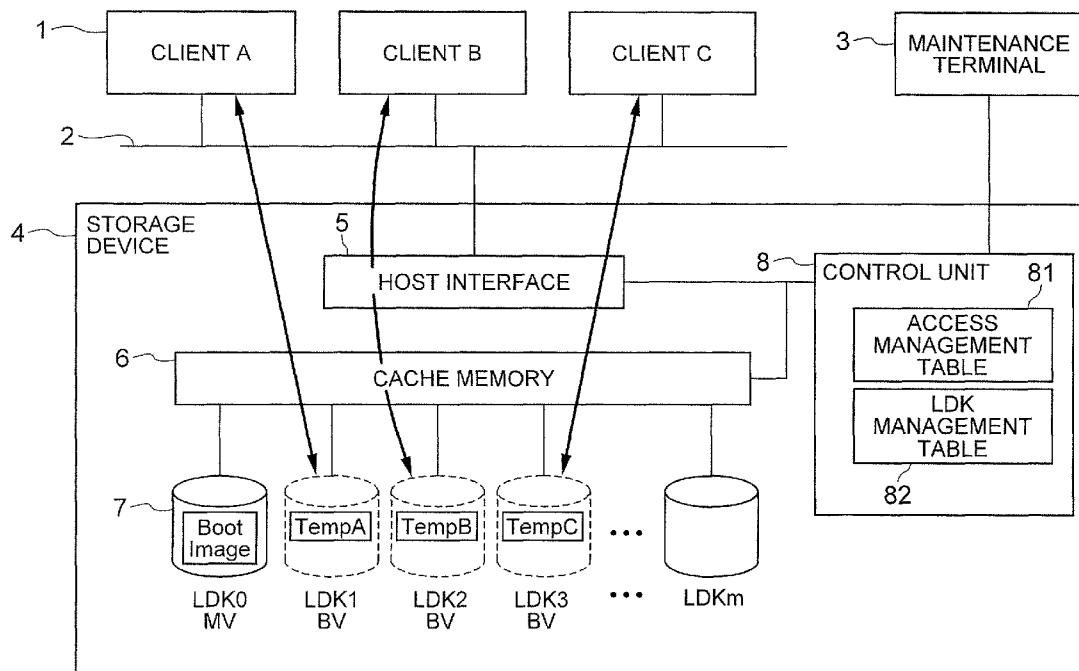 1
CLIENT A
CLIENT B
CLIENT C
3
MAINTENANCE
TERMINAL
2
4
STORAGE
DEVICE
5
HOST INTERFACE
8
CONTROL UNIT
81
ACCESS
MANAGEMENT
TABLE
6
CACHE MEMORY
LDK
MANAGEMENT
TABLE
82
7
Boot
Image
TempA
TempB
TempC
•••
LDK0
MV
LDK1
BV
LDK2
BV
LDK3
BV
•••
LDKm